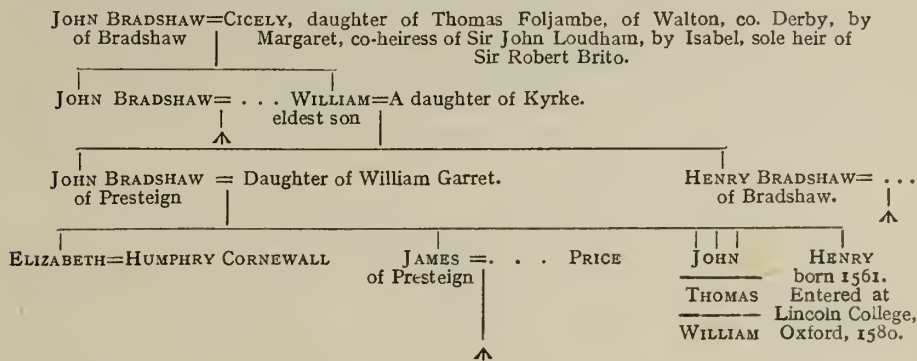 JOHN BRADSHAW=CICELY, daughter of Thomas Foljambe, of Walton, co. Derby, by
of Bradshaw Margaret, co-heiress of Sir John Loudham, by Isabel, sole heir of
Sir Robert Brito.
JOHN BRADSHAW= . . . WILLIAM=A daughter of Kyrke.
eldest son
JOHN BRADSHAW = Daughter of William Garret. HENRY BRADSHAW= . . .
of Presteign of Bradshaw.
ELIZABETH=HUMPHRY CORNEWALL JAMES =. . . PRICE JOHN HENRY
of Presteign born 1561.
THOMAS Entered at
Lincoln College,
WILLIAM Oxford, 1580.